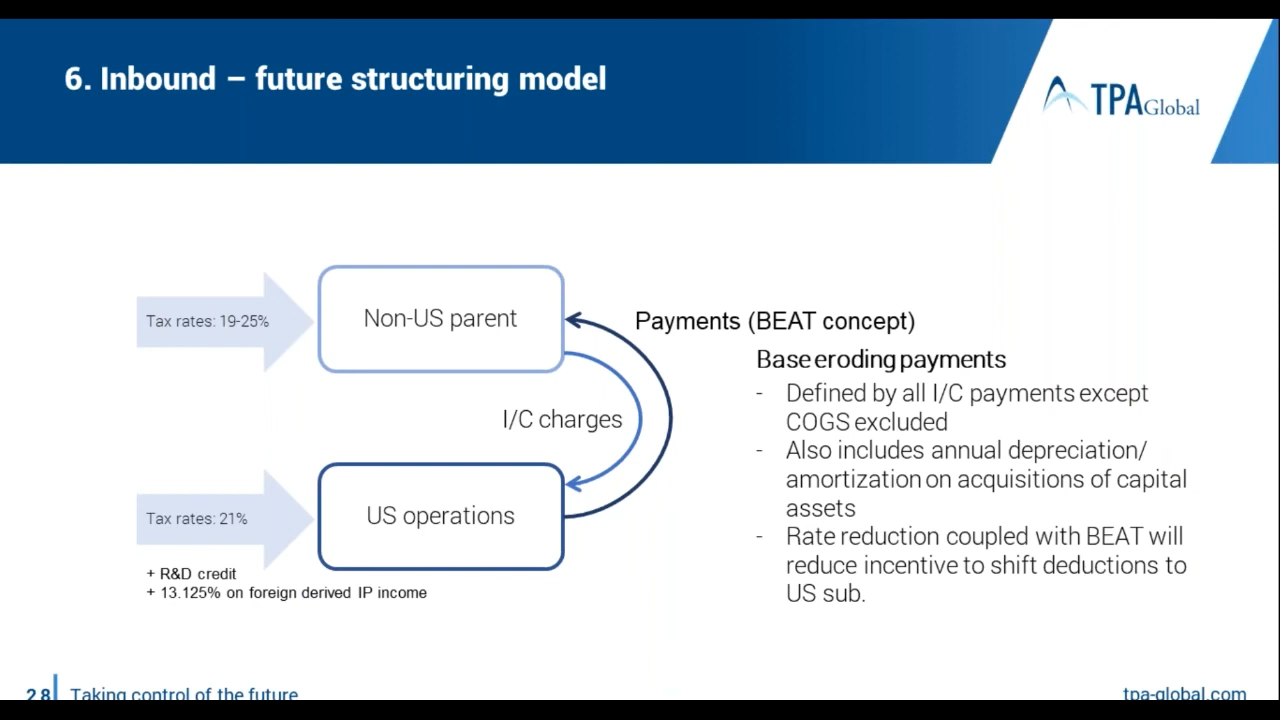 6. Inbound – future structuring model
TPA Global
Tax rates: 19-25%
Non-US parent
Payments (BEAT concept)
Base eroding payments
- Defined by all I/C payments except
COGS excluded
- Also includes annual depreciation/
amortization on acquisitions of capital
assets
- Rate reduction coupled with BEAT will
reduce incentive to shift deductions to
US sub.
I/C charges
Tax rates: 21%
US operations
+ R&D credit
+ 13.125% on foreign derived IP income
28
Taking control of the future
tpa-global.com